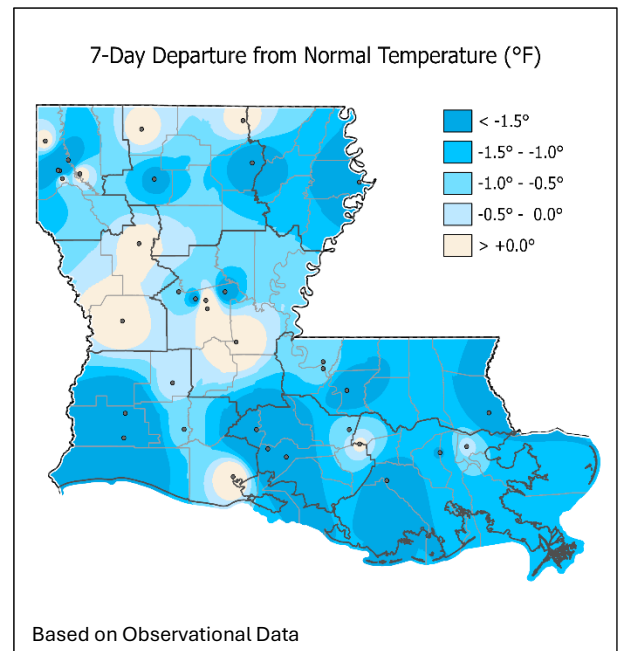 7-Day Departure from Normal Temperature (°F)
< -1.5°
-1.5° - -1.0°
-1.0° - -0.5°
-0.5° - 0.0°
> +0.0°
Based on Observational Data